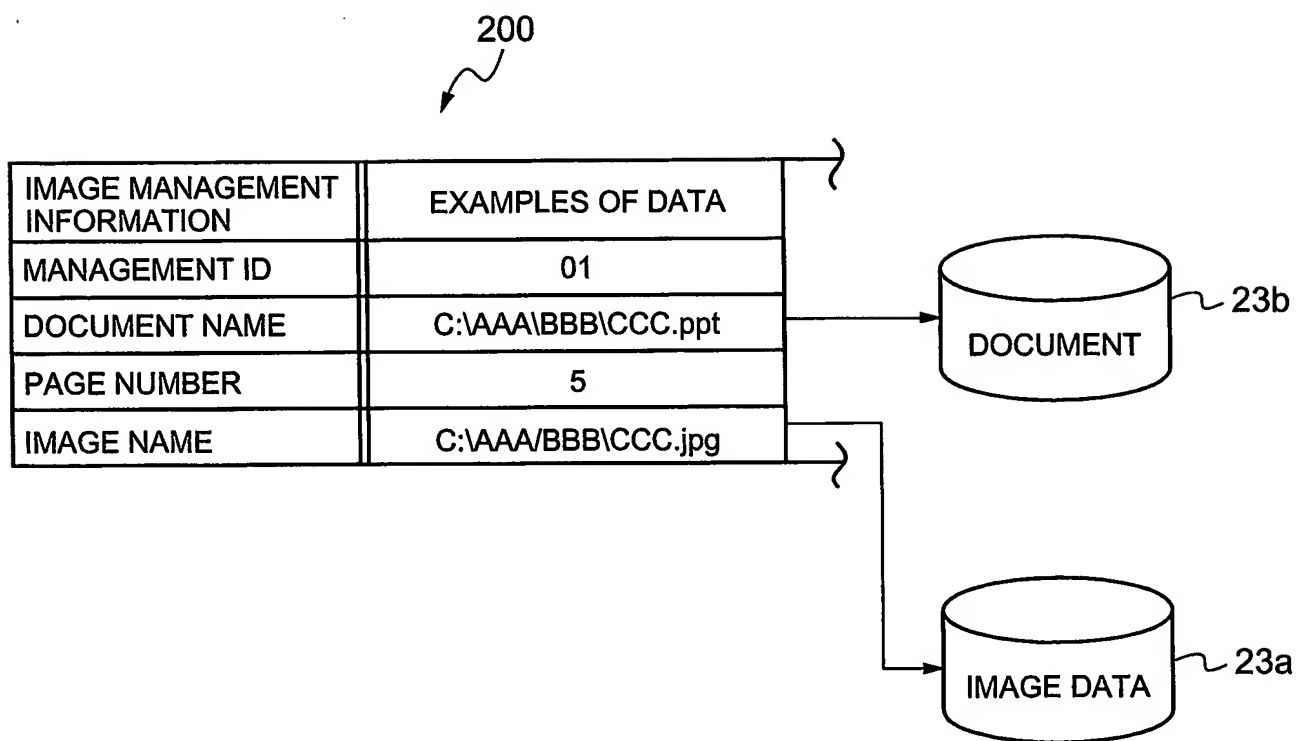 200
IMAGE MANAGEMENT
INFORMATION
EXAMPLES OF DATA
MANAGEMENT ID
01
DOCUMENT NAME
C:\AAA\BBB\CCC.ppt
PAGE NUMBER
5
IMAGE NAME
C:\AAA/BBB\CCC.jpg
DOCUMENT
23b
IMAGE DATA
23a